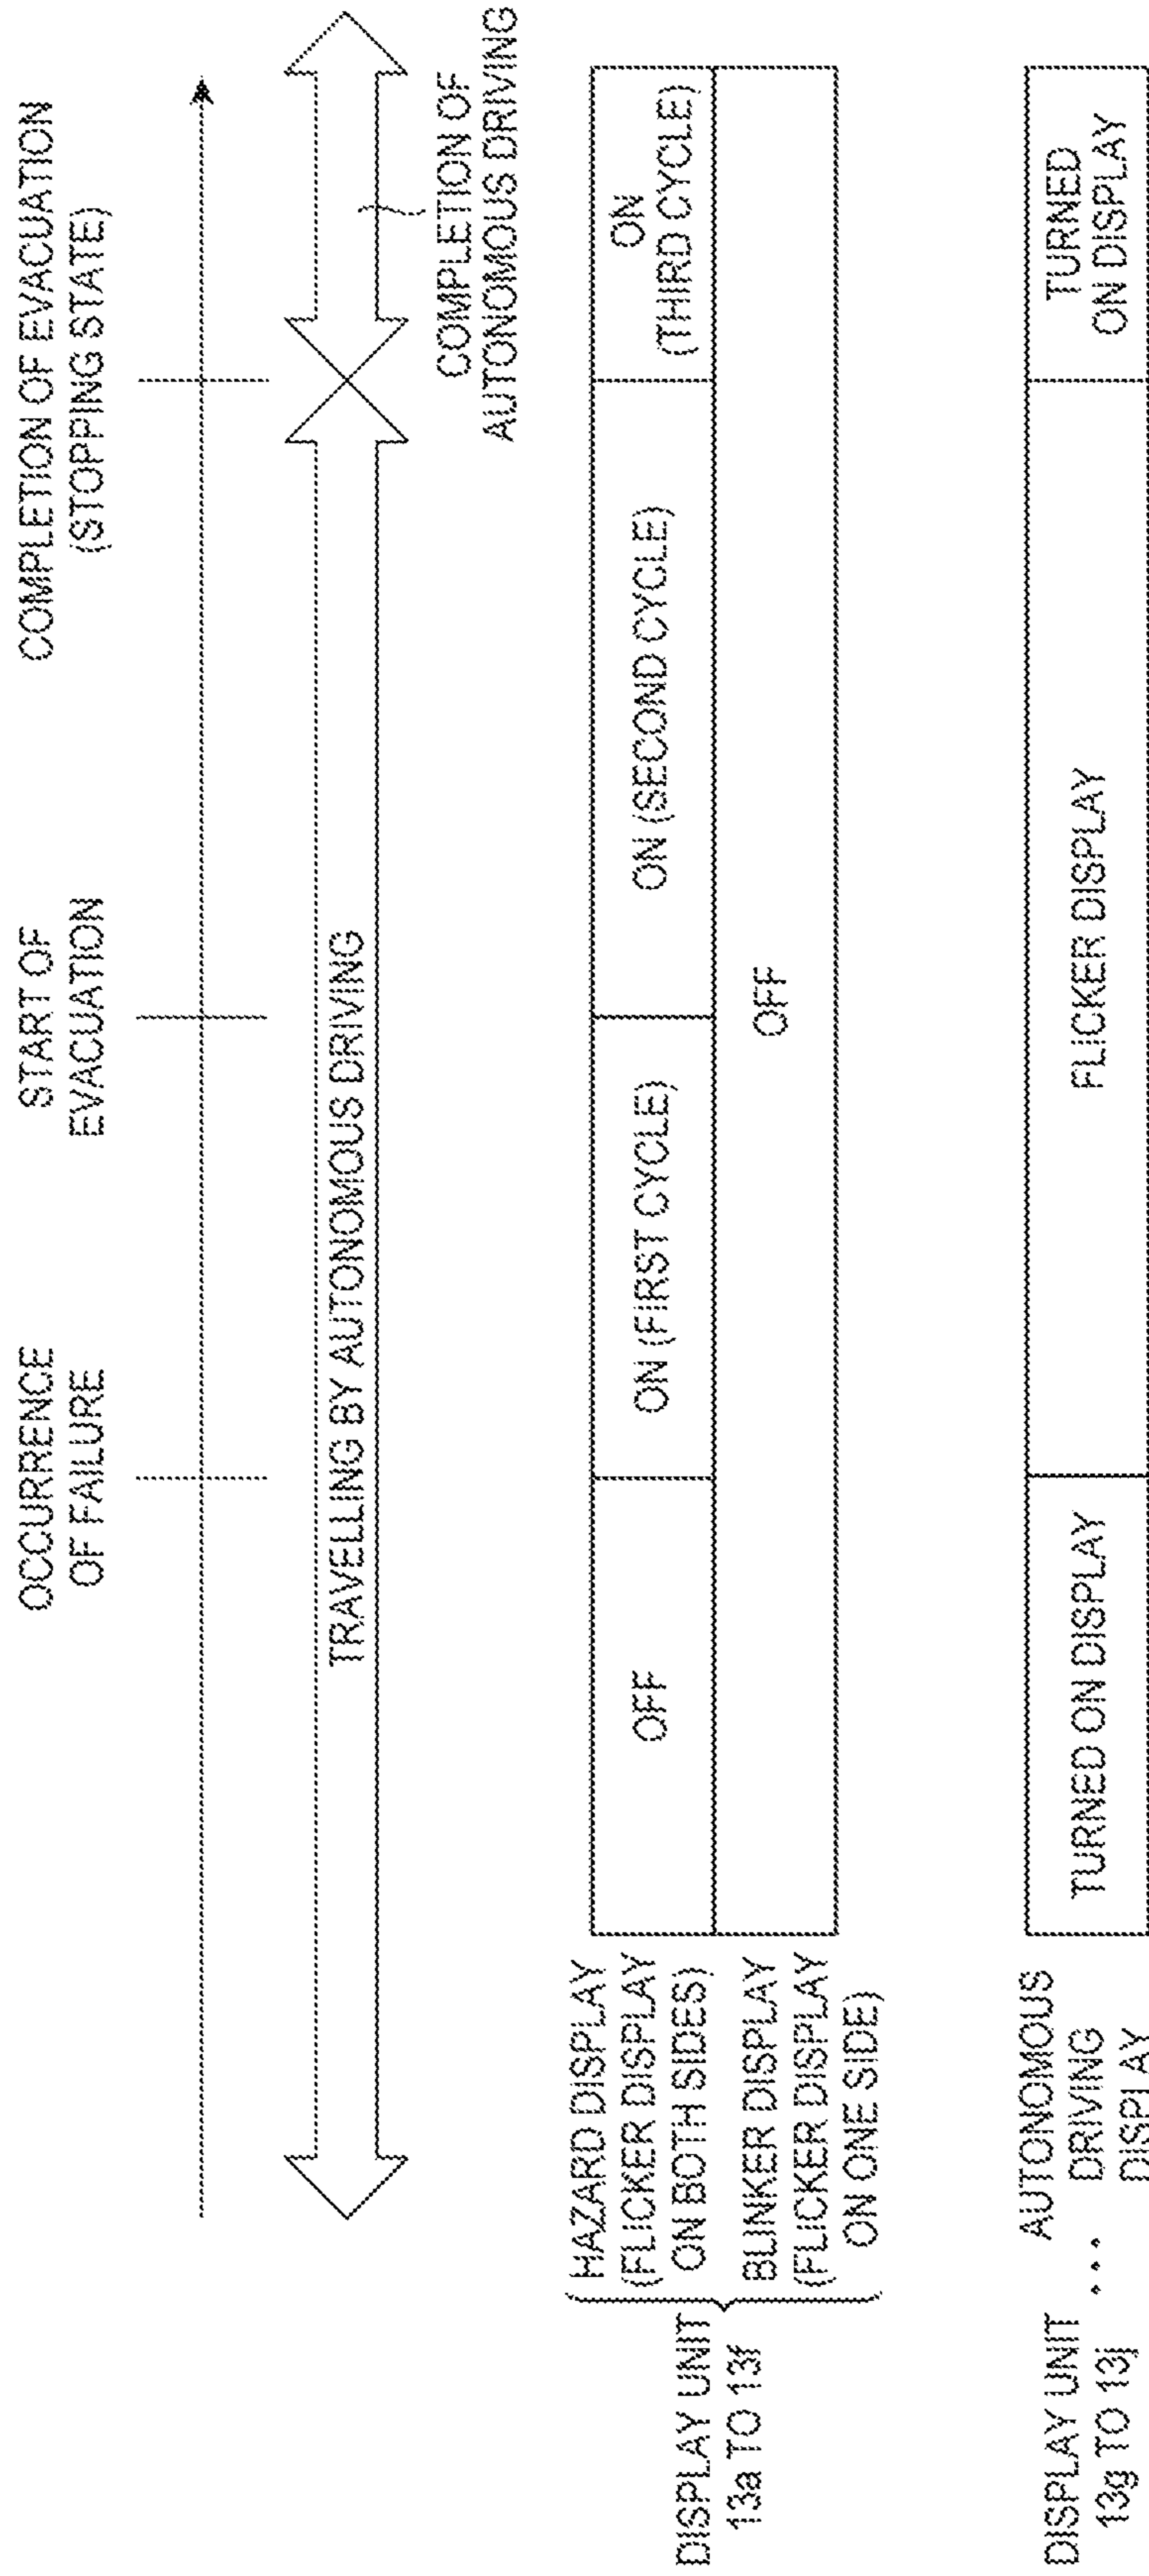 OCCURRENCE
OF FAILURE
START OF
EVACUATION
COMPLETION OF EVACUATION
(STOPPING STATE)
TRAVELLING BY AUTONOMOUS DRIVING
COMPLETION OF
AUTONOMOUS DRIVING
DISPLAY UNIT
13a TO 13f
HAZARD DISPLAY
(FLICKER DISPLAY
ON BOTH SIDES)
OFF
ON (FIRST CYCLE)
ON (SECOND CYCLE)
ON
(THIRD CYCLE)
BLINKER DISPLAY
(FLICKER DISPLAY
ON ONE SIDE)
OFF
DISPLAY UNIT
13g TO 13j
...
AUTONOMOUS
DRIVING
DISPLAY
TURNED ON DISPLAY
FLICKER DISPLAY
TURNED
ON DISPLAY